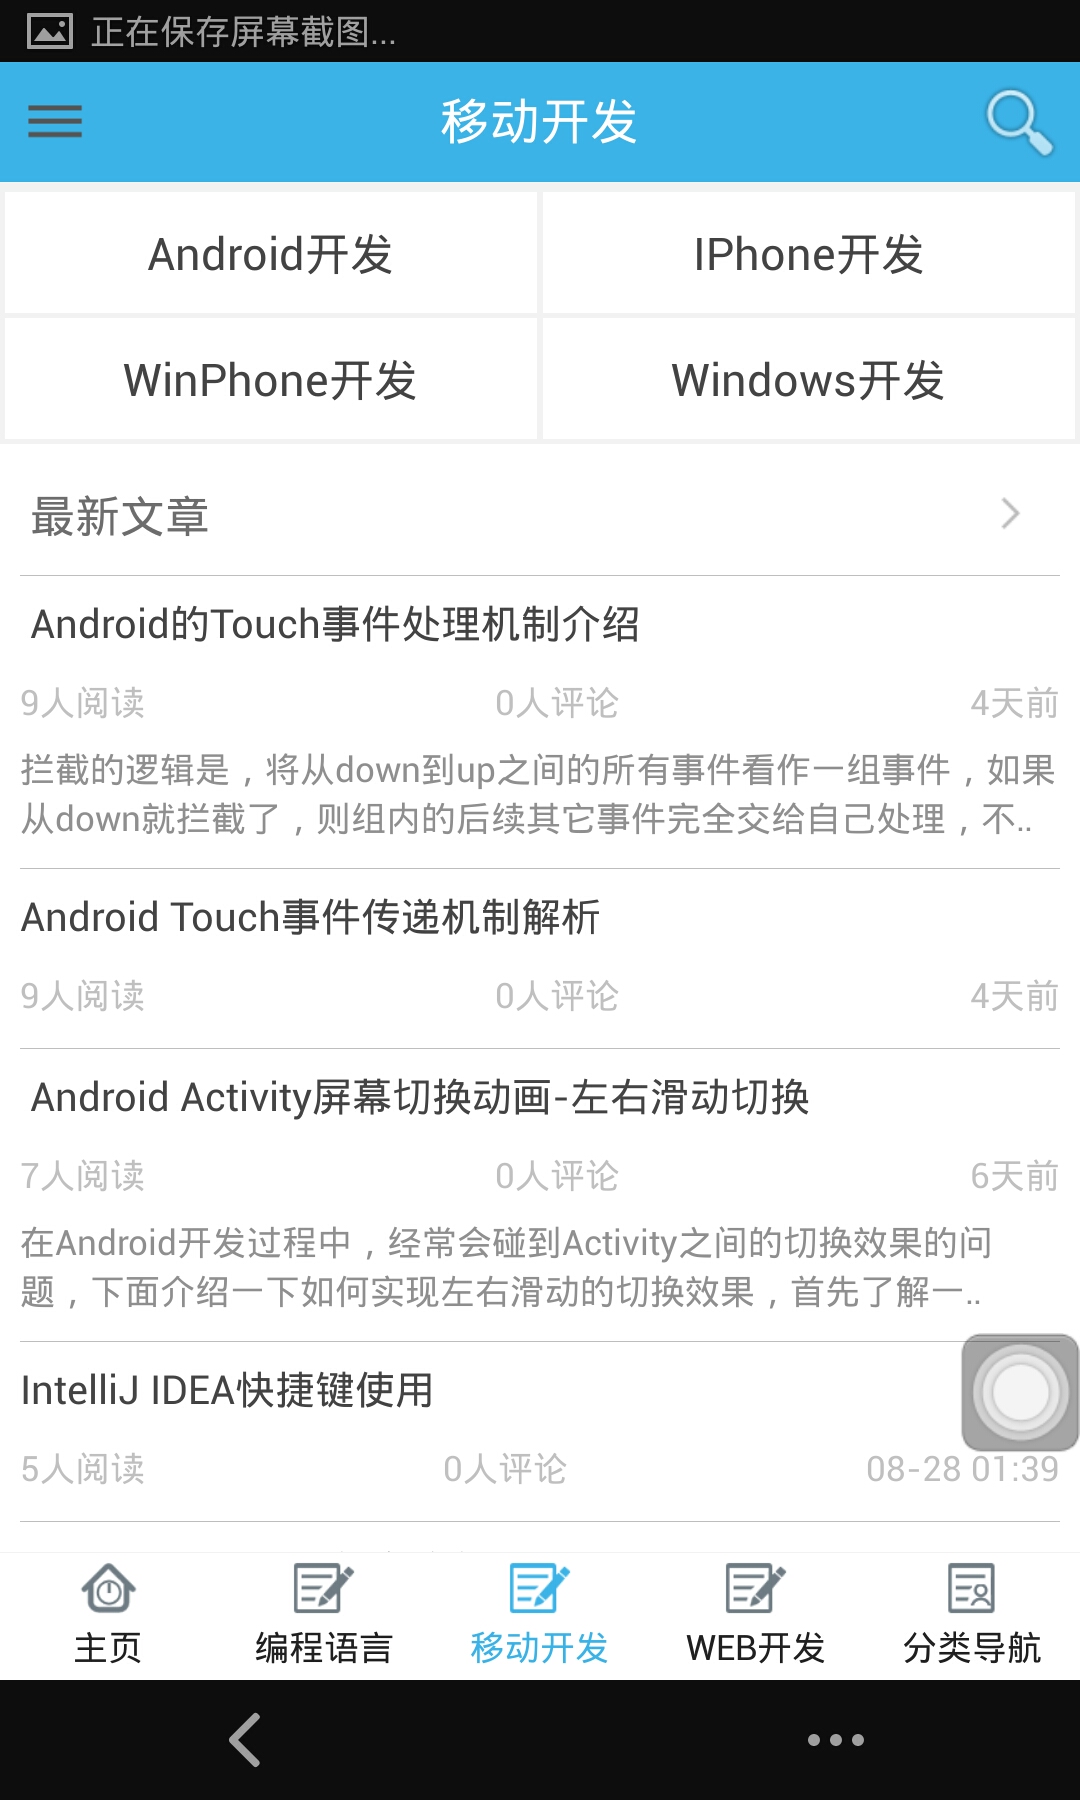 正在保存屏幕截图...
移动开发
Android开发
IPhone开发
WinPhone开发
Windows开发
最新文章
Android的Touch事件处理机制介绍
9人阅读 0人评论 4天前
拦截的逻辑是，将从down到up之间的所有事件看作一组事件，如果
从down就拦截了，则组内的后续其它事件完全交给自己处理，不..
Android Touch事件传递机制解析
9人阅读 0人评论 4天前
Android Activity屏幕切换动画-左右滑动切换
7人阅读 0人评论 6天前
在Android开发过程中，经常会碰到Activity之间的切换效果的问
题，下面介绍一下如何实现左右滑动的切换效果，首先了解一..
IntelliJ IDEA快捷键使用
5人阅读 0人评论 08-28 01:39
主页 编程语言 移动开发 WEB开发 分类导航